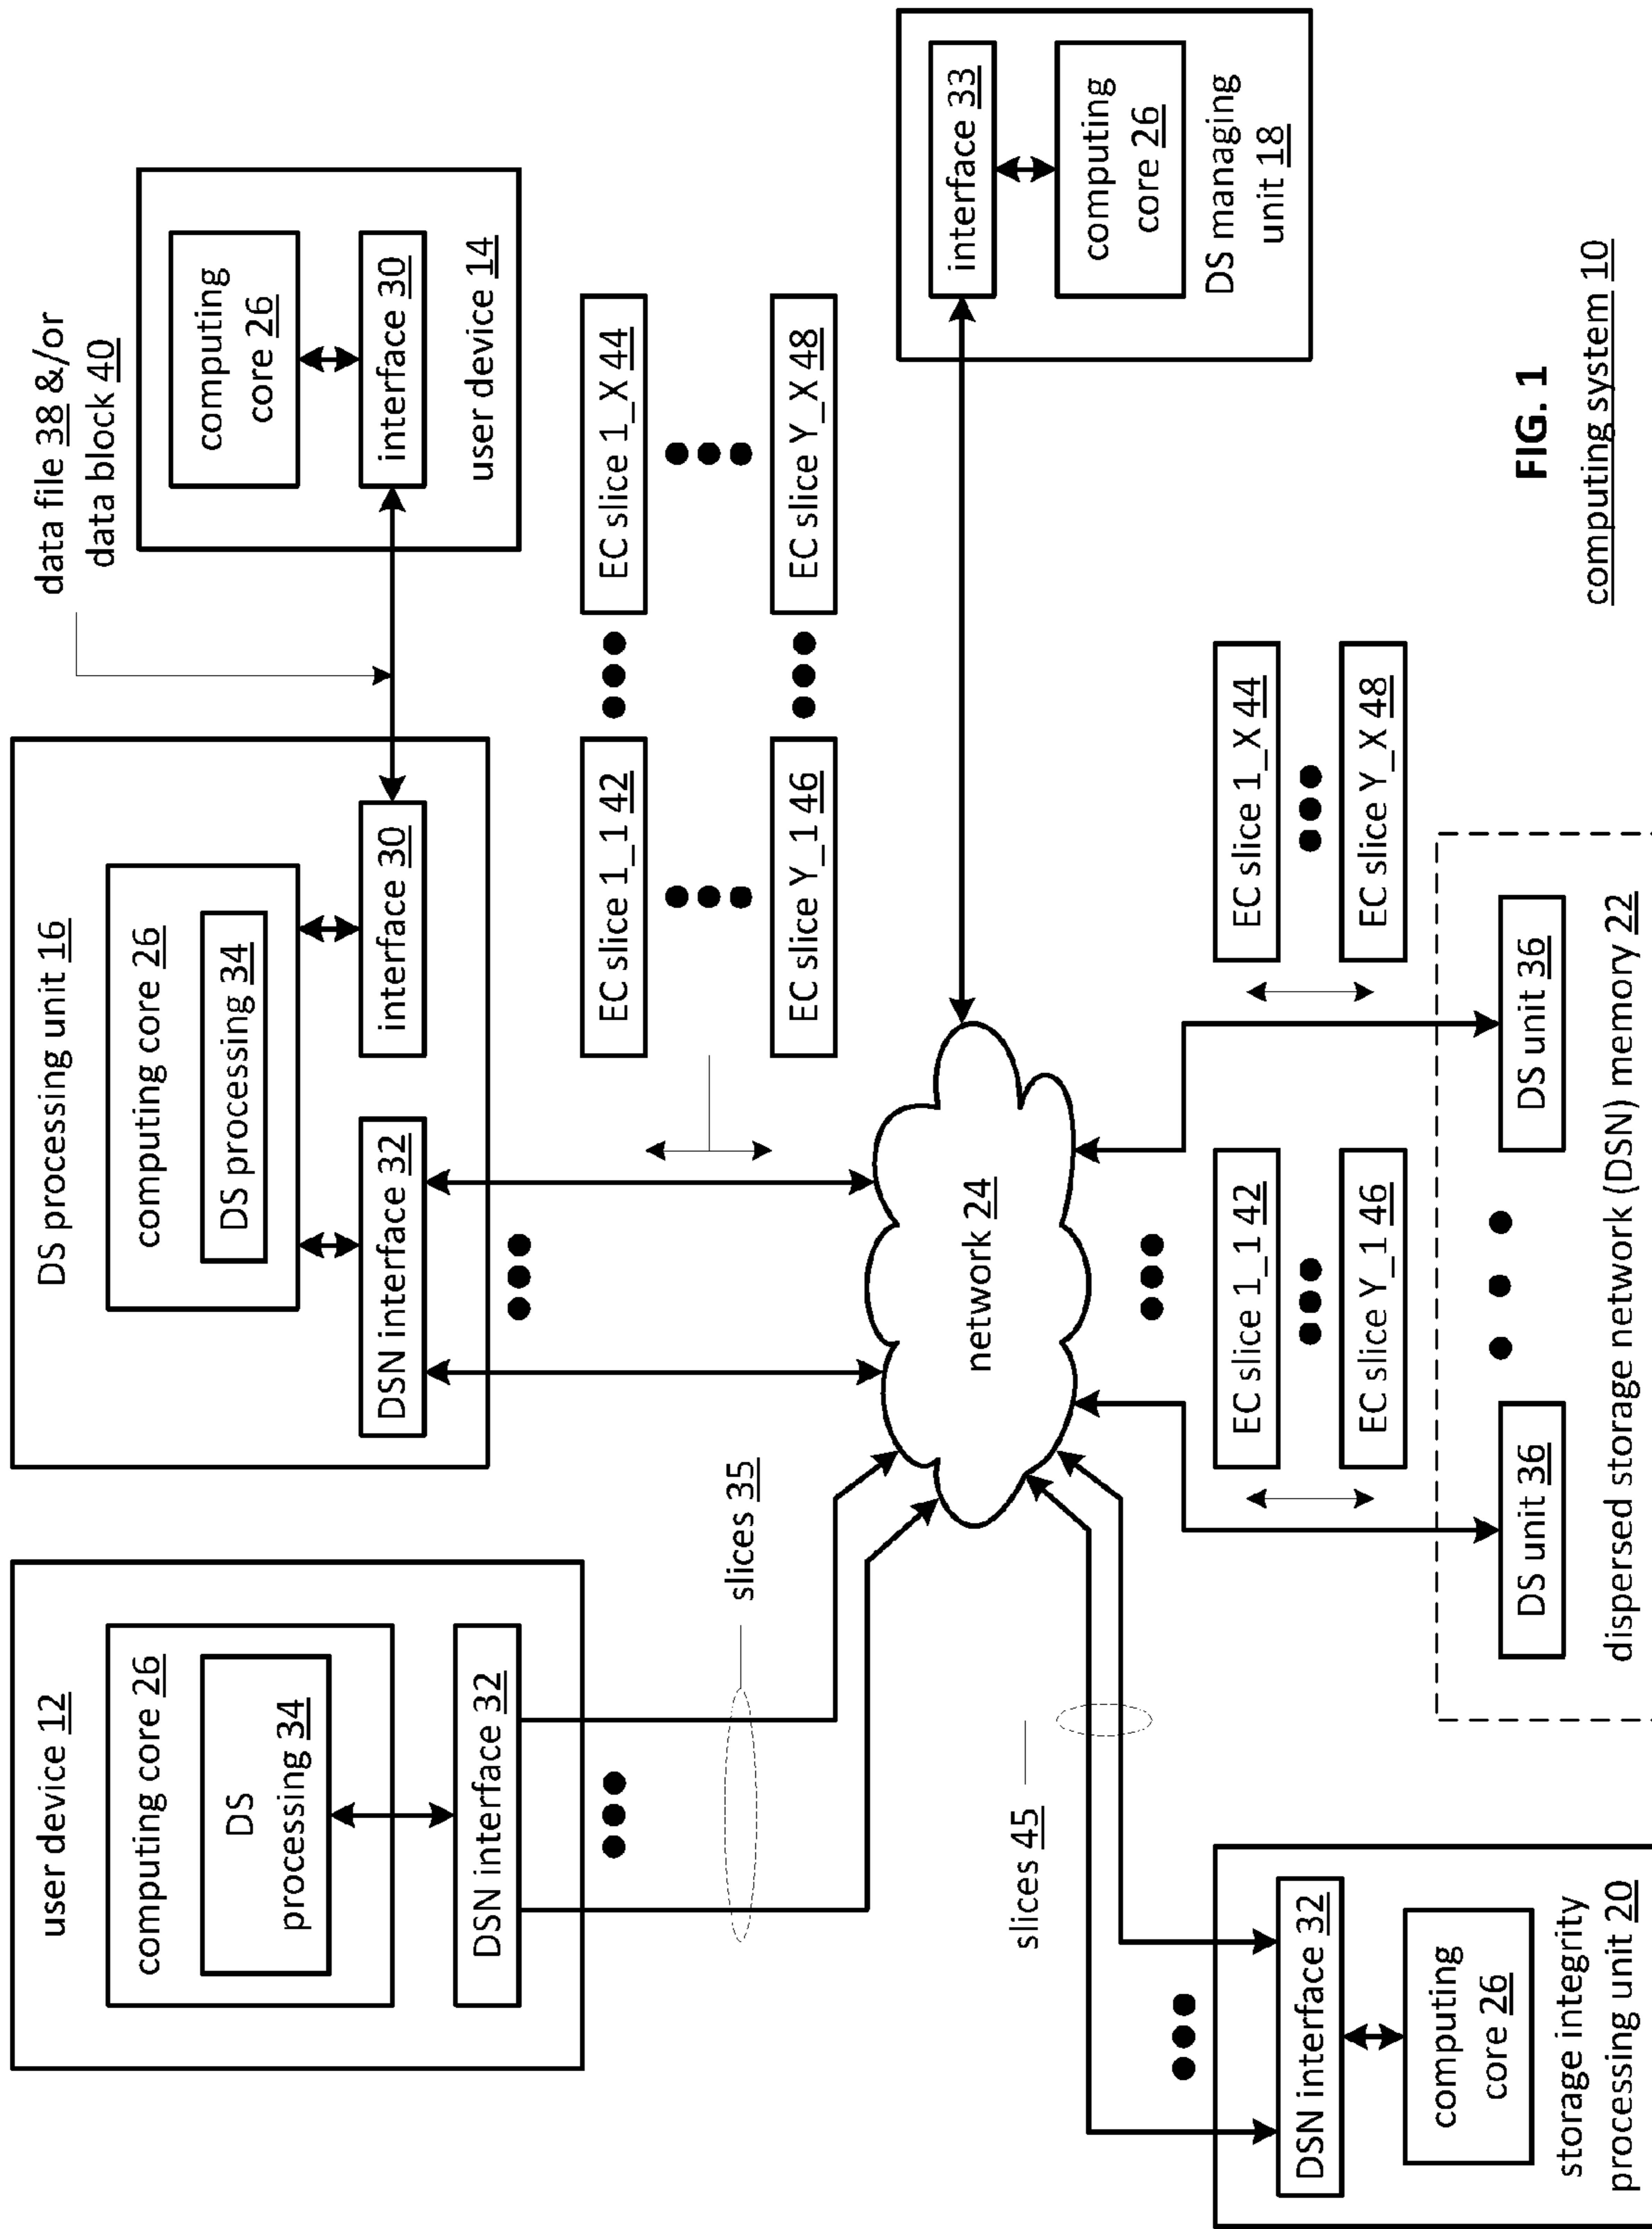 user device 12
computing core 26
DS
processing 34
DSN interface 32
slices 35
DS processing unit 16
computing core 26
DS processing 34
DSN interface 32
interface 30
data file 38 &/or
data block 40
computing
core 26
interface 30
user device 14
EC slice 1_1 42
EC slice 1_X 44
EC slice Y_1 46
EC slice Y_X 48
network 24
interface 33
computing
core 26
DS managing
unit 18
slices 45
DSN interface 32
computing
core 26
storage integrity
processing unit 20
EC slice 1_1 42
EC slice Y_1 46
EC slice 1_X 44
EC slice Y_X 48
DS unit 36
DS unit 36
dispersed storage network (DSN) memory 22
FIG. 1
computing system 10